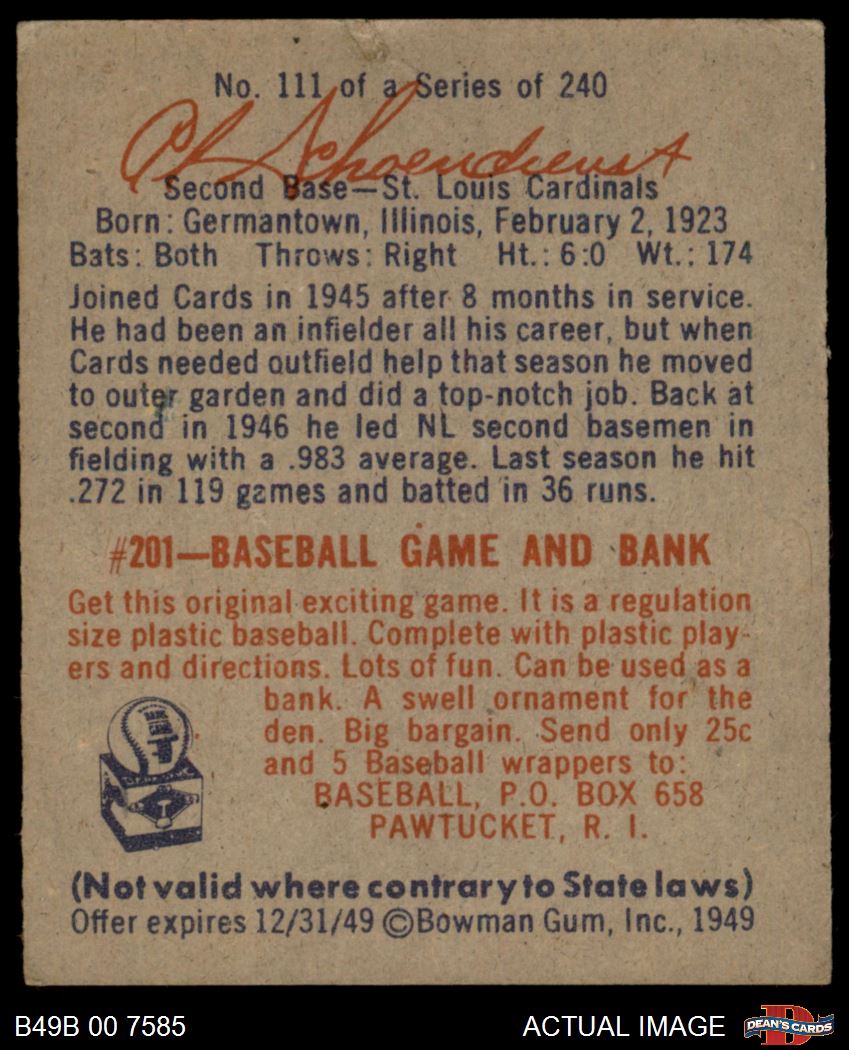 No. 111 of a Series of 240
Al Schoendienst
Second Base—St. Louis Cardinals
Born: Germantown, Illinois, February 2, 1923
Bats: Both Throws: Right Ht.: 6:0 Wt.: 174
Joined Cards in 1945 after 8 months in service.
He had been an infielder all his career, but when
Cards needed outfield help that season he moved
to outer garden and did a top-notch job. Back at
second in 1946 he led NL second basemen in
fielding with a .983 average. Last season he hit
.272 in 119 games and batted in 36 runs.
#201—BASEBALL GAME AND BANK
Get this original exciting game. It is a regulation
size plastic baseball. Complete with plastic play-
ers and directions. Lots of fun. Can be used as a
bank. A swell ornament for the
den. Big bargain. Send only 25c
and 5 Baseball wrappers to:
BASEBALL, P.O. BOX 658
PAWTUCKET, R. I.
(Not valid where contrary to State laws)
Offer expires 12/31/49 ©Bowman Gum, Inc., 1949
B49B 00 7585
ACTUAL IMAGE
DEAN'S CARDS